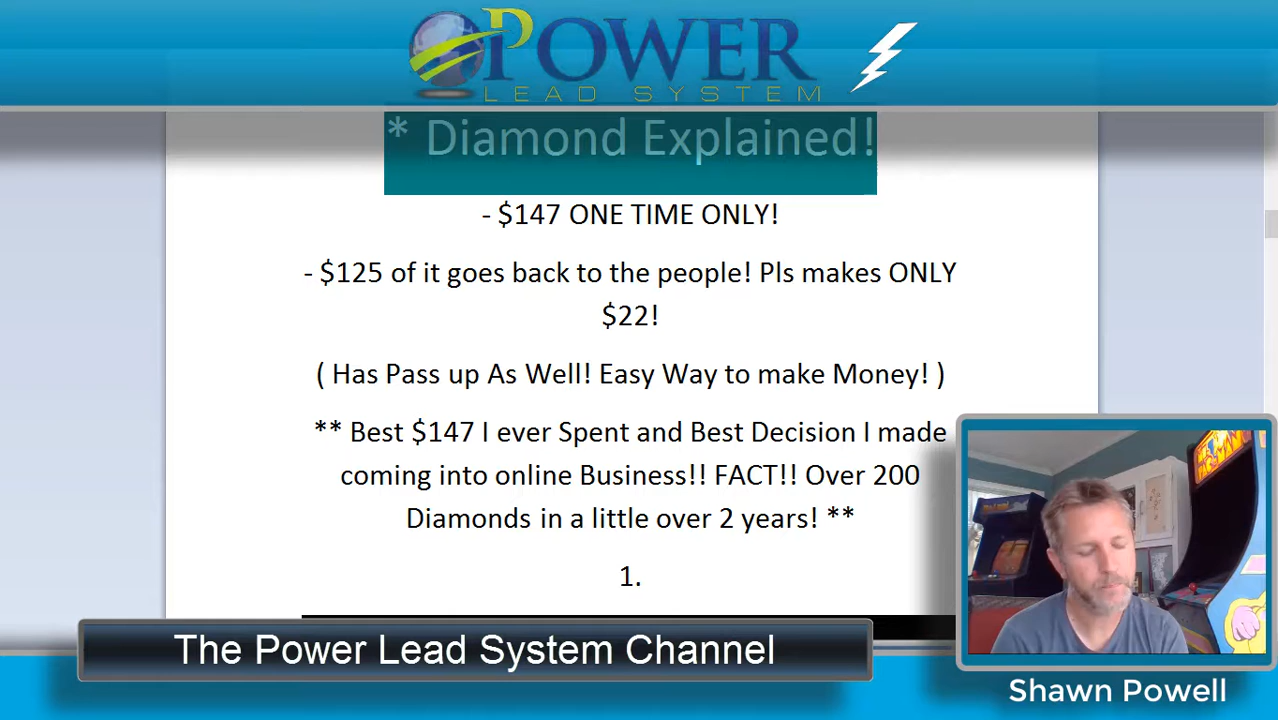 POWER
LEAD SYSTEM
* Diamond Explained!
- $147 ONE TIME ONLY!
- $125 of it goes back to the people! Pls makes ONLY
$22!
( Has Pass up As Well! Easy Way to make Money! )
** Best $147 I ever Spent and Best Decision I made
coming into online Business!! FACT!! Over 200
Diamonds in a little over 2 years! **
1.
The Power Lead System Channel
Shawn Powell